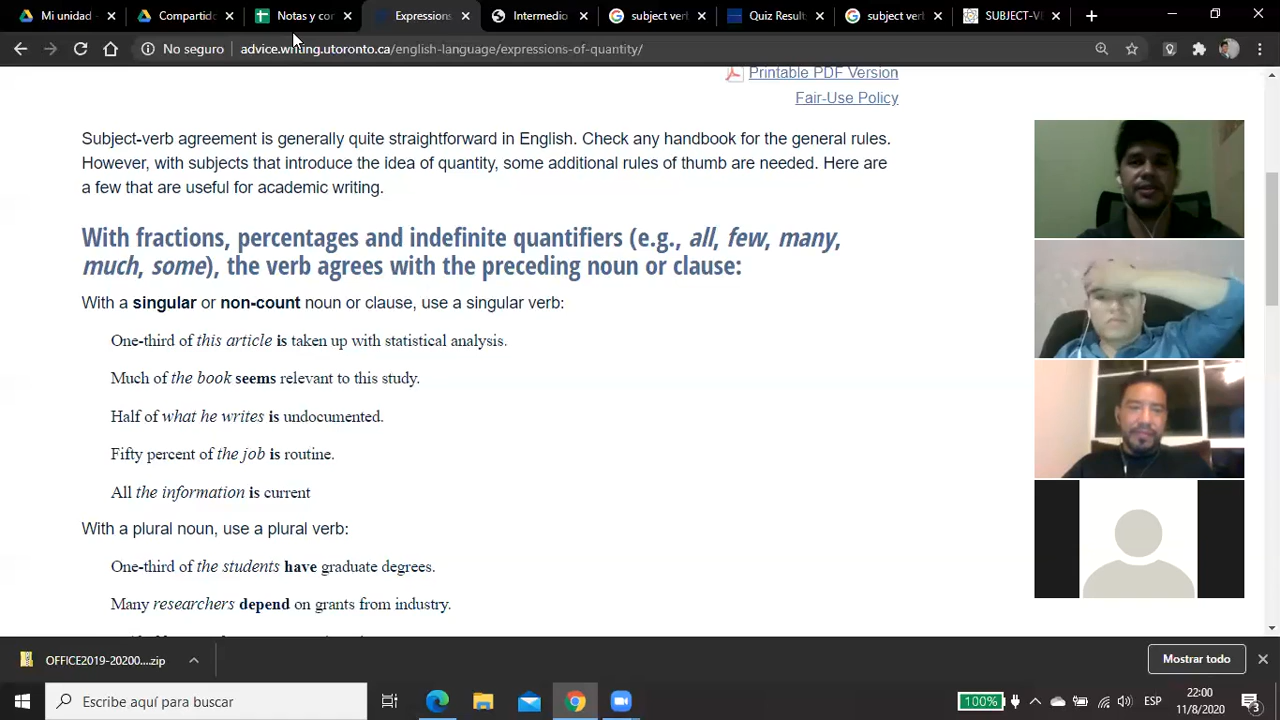 Mi unidad -
Compartido
Notas y cor
Expressions
Intermedio
subject verb
Quiz Result
subject verb
SUBJECT-VE
No seguro
advice.writing.utoronto.ca/english-language/expressions-of-quantity/
Printable PDF Version
Fair-Use Policy
Subject-verb agreement is generally quite straightforward in English. Check any handbook for the general rules.
However, with subjects that introduce the idea of quantity, some additional rules of thumb are needed. Here are
a few that are useful for academic writing.
With fractions, percentages and indefinite quantifiers (e.g., all, few, many,
much, some), the verb agrees with the preceding noun or clause:
With a singular or non-count noun or clause, use a singular verb:
One-third of this article is taken up with statistical analysis.
Much of the book seems relevant to this study.
Half of what he writes is undocumented.
Fifty percent of the job is routine.
All the information is current
With a plural noun, use a plural verb:
One-third of the students have graduate degrees.
Many researchers depend on grants from industry.
OFFICE2019-20200....zip
Mostrar todo
Escribe aquí para buscar
100%
ESP
22:00
11/8/2020
3